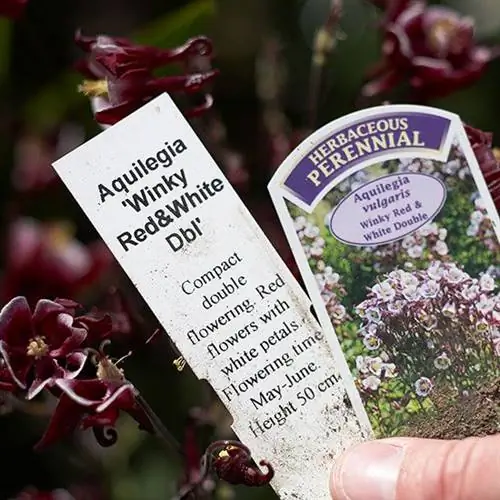 Aquilegia
'Winky
Red&White
Dbl'
Compact
double
flowering. Red
flowers with
white petals.
Flowering time
May-June.
Height 50 cm.
HERBACEOUS
PERENNIAL
Aquilegia
vulgaris
Winky Red &
White Double